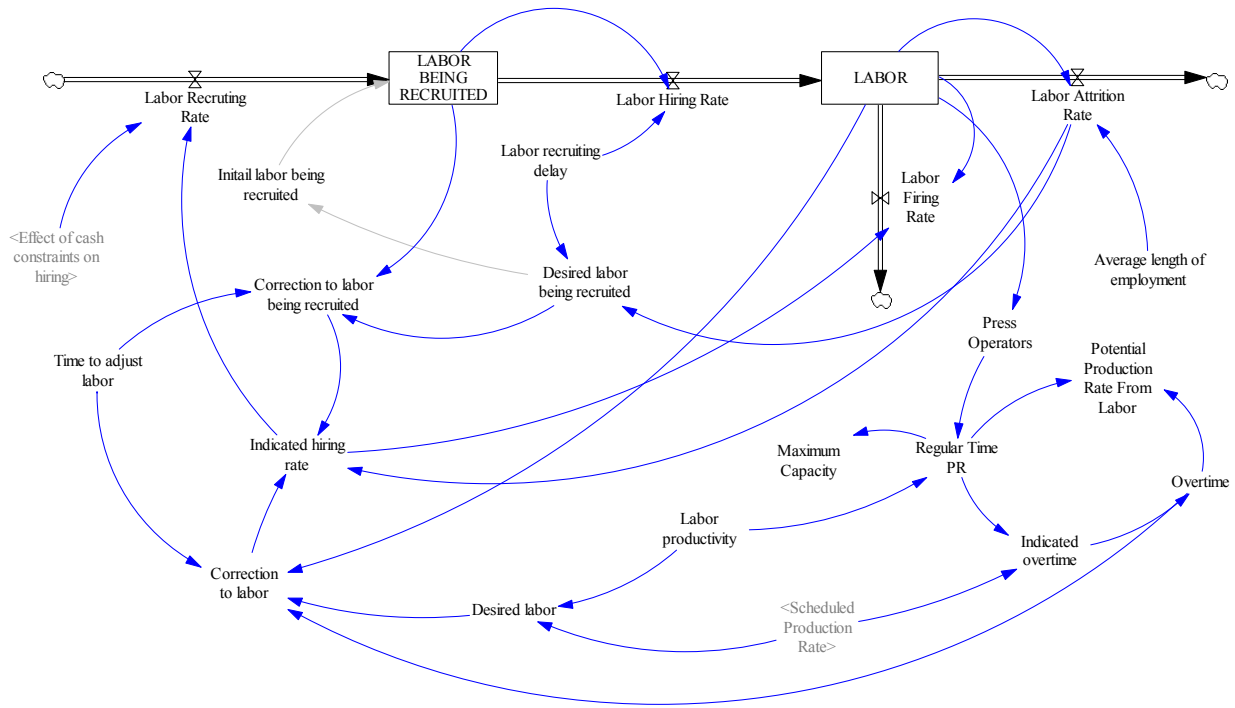 LABOR
BEING
RECRUITED
LABOR
Labor Recruting
Rate
Labor Hiring Rate
Labor Attrition
Rate
Labor recruiting
delay
Initail labor being
recruited
Labor
Firing
Rate
<Effect of cash
constraints on
hiring>
Correction to labor
being recruited
Desired labor
being recruited
Average length of
employment
Press
Operators
Time to adjust
labor
Potential
Production
Rate From
Labor
Indicated hiring
rate
Maximum
Capacity
Regular Time
PR
Overtime
Labor
productivity
Indicated
overtime
Correction
to labor
Desired labor
<Scheduled
Production
Rate>